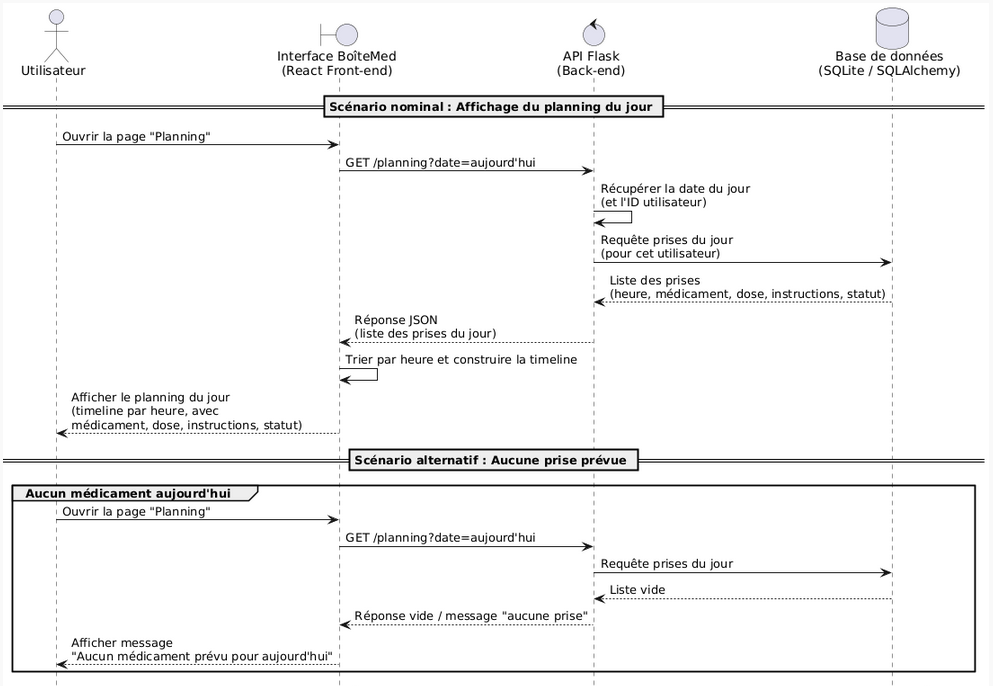 Utilisateur
Interface BoîteMed
(React Front-end)
API Flask
(Back-end)
Base de données
(SQLite / SQLAlchemy)
Scénario nominal : Affichage du planning du jour
Ouvrir la page "Planning"
GET /planning?date=aujourd'hui
Récupérer la date du jour
(et l'ID utilisateur)
Requête prises du jour
(pour cet utilisateur)
Liste des prises
(heure, médicament, dose, instructions, statut)
Réponse JSON
(liste des prises du jour)
Trier par heure et construire la timeline
Afficher le planning du jour
(timeline par heure, avec
médicament, dose, instructions, statut)
Scénario alternatif : Aucune prise prévue
Aucun médicament aujourd'hui
Ouvrir la page "Planning"
GET /planning?date=aujourd'hui
Requête prises du jour
Liste vide
Réponse vide / message "aucune prise"
Afficher message
"Aucun médicament prévu pour aujourd'hui"